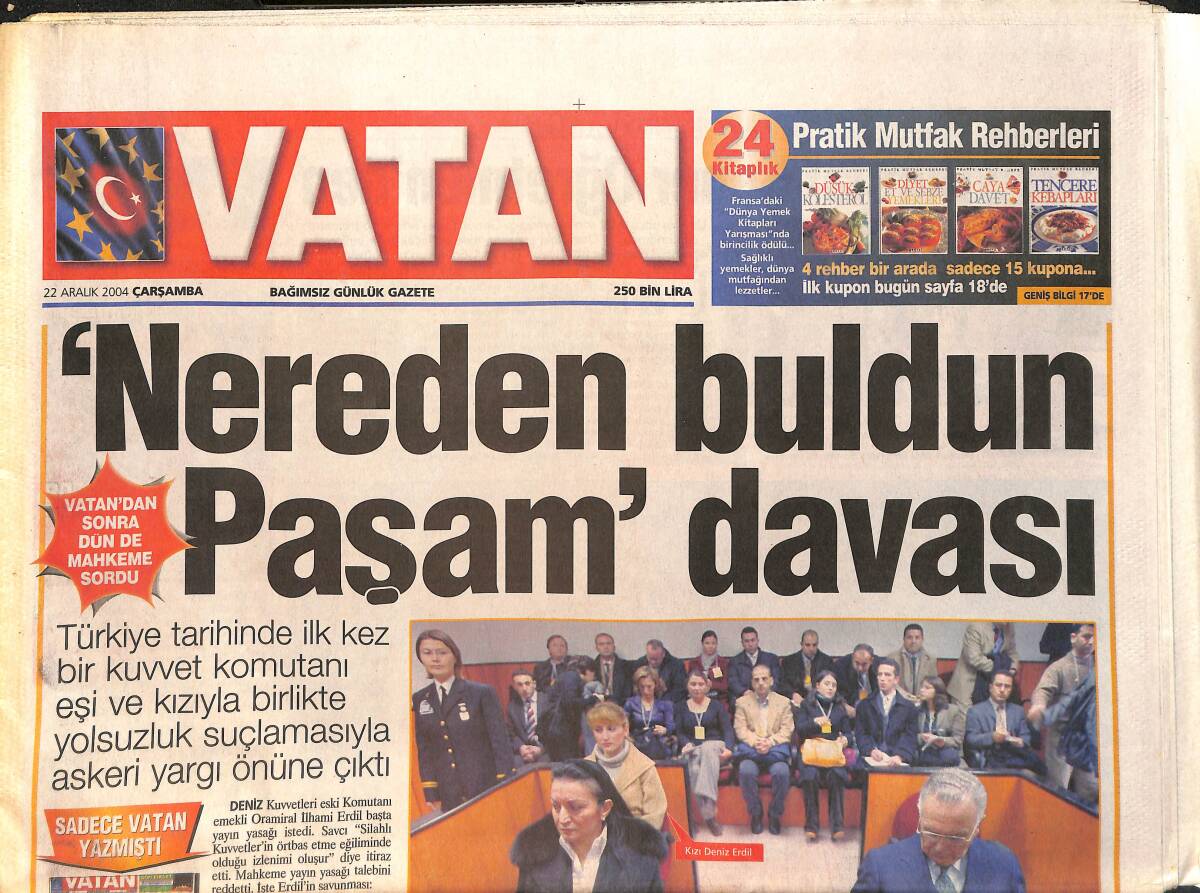 VATAN
22 ARALIK 2004 ÇARŞAMBA
BAĞIMSIZ GÜNLÜK GAZETE
250 BİN LİRA
24
Kitaplık
Pratik Mutfak Rehberleri
Fransa'daki
"Dünya Yemek
Kitapları
Yarışması"nda
birincilik ödülü...
Sağlıklı
yemekler, dünya
mutfağından
lezzetler...
DÜŞÜK
KOLESTEROL
DİYET
ET VE SEBZE
YEMEKLERİ
ÇAYA
DAVET
TENCERE
KEBAPLARI
4 rehber bir arada sadece 15 kupona...
İlk kupon bugün sayfa 18'de
GENİŞ BİLGİ 17'DE
'Nereden buldun
Paşam' davası
VATAN'DAN
SONRA
DÜN DE
MAHKEME
SORDU
Türkiye tarihinde ilk kez
bir kuvvet komutanı
eşi ve kızıyla birlikte
yolsuzluk suçlamasıyla
askeri yargı önüne çıktı
SADECE VATAN
YAZMIŞTI
VATAN
DENİZ Kuvvetleri eski Komutanı
emekli Oramiral İlhami Erdil başta
yayın yasağı istedi. Savcı "Silahlı
Kuvvetler'in örtbas etme eğiliminde
olduğu izlenimi oluşur" diye itiraz
etti. Mahkeme yayın yasağı talebini
reddetti. İşte Erdil'in savunması:
Kızı Deniz Erdil